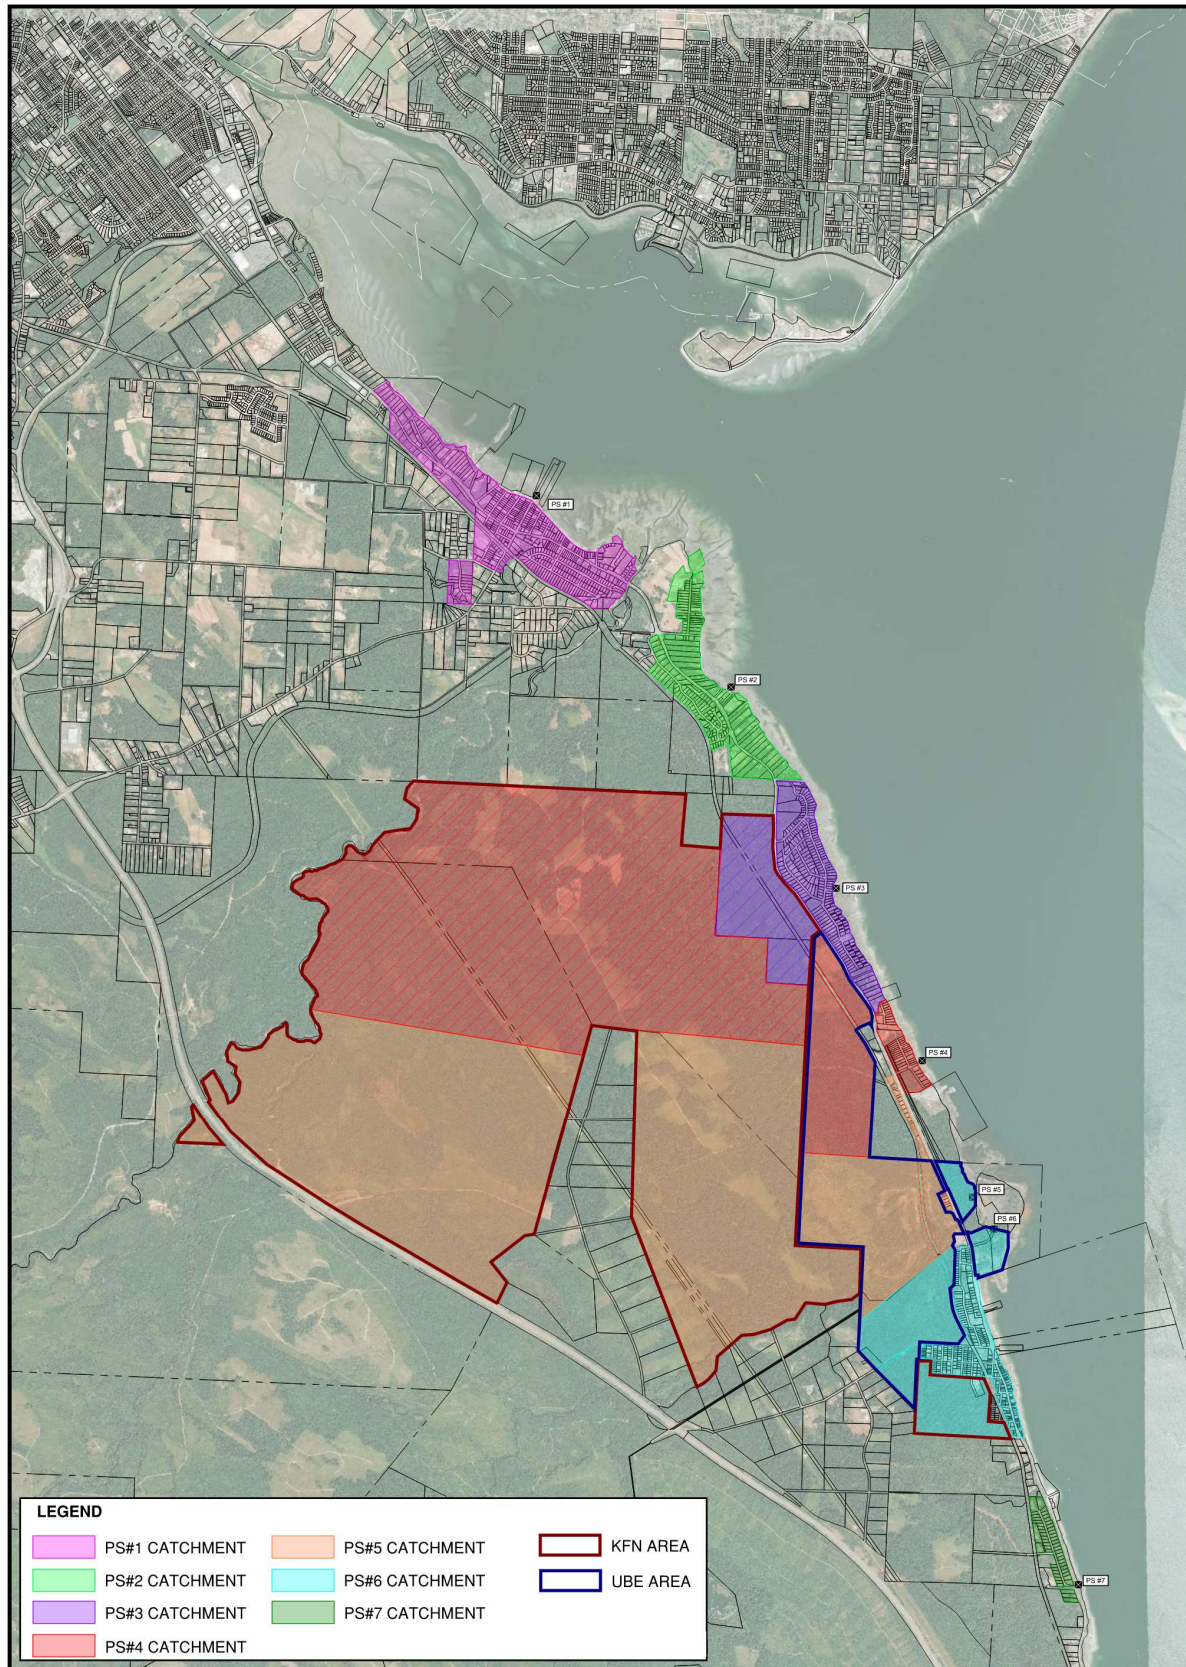 PS #1
PS #2
PS #3
PS #4
PS #5
PS #6
PS #7
LEGEND
PS#1 CATCHMENT
PS#2 CATCHMENT
PS#3 CATCHMENT
PS#4 CATCHMENT
PS#5 CATCHMENT
PS#6 CATCHMENT
PS#7 CATCHMENT
KFN AREA
UBE AREA